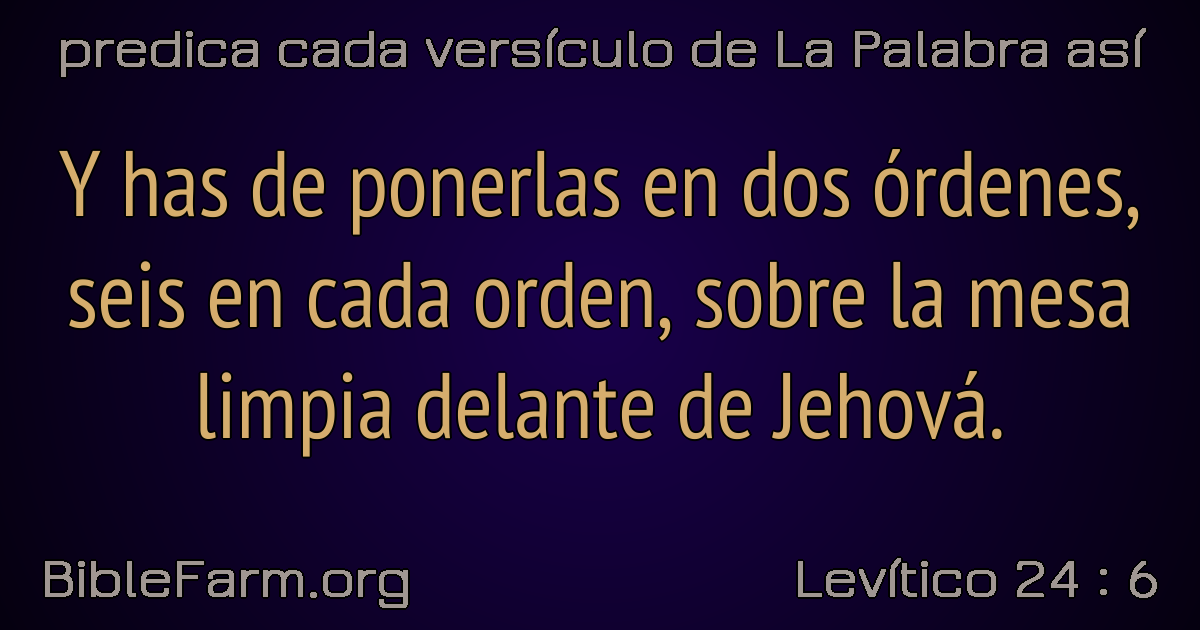 predica cada versículo de La Palabra así
Y has de ponerlas en dos órdenes,
seis en cada orden, sobre la mesa
limpia delante de Jehová.
BibleFarm.org
Levítico 24 : 6